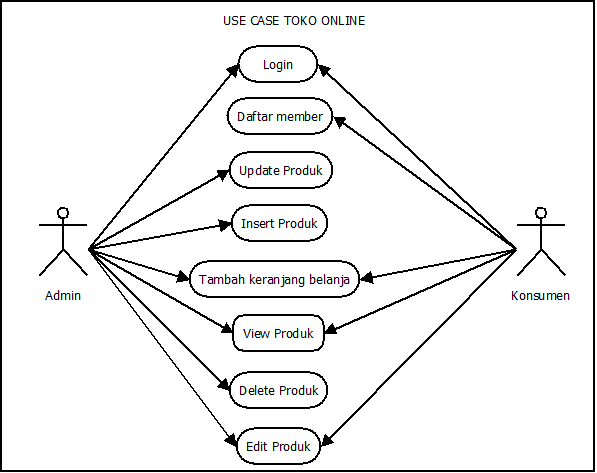 USE CASE TOKO ONLINE
Login
Daftar member
Update Produk
Insert Produk
Tambah keranjang belanja
Admin
Konsumen
View Produk
Delete Produk
Edit Produk